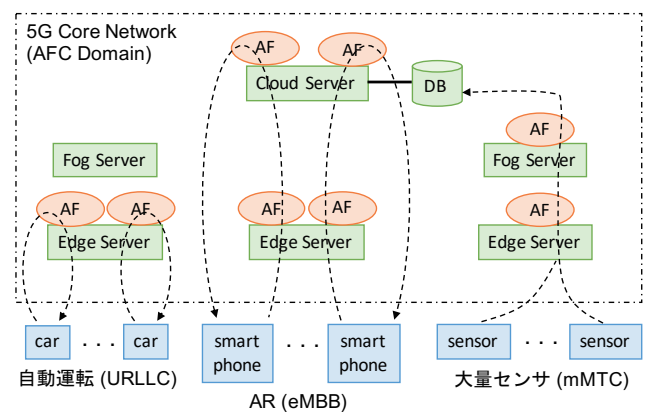 5G Core Network
(AFC Domain)
AF
AF
Cloud Server
DB
AF
Fog Server
Fog Server
AF
AF
Edge Server
AF
AF
Edge Server
AF
Edge Server
car
. . .
car
smart
phone
. . .
smart
phone
sensor
. . .
sensor
自動運転 (URLLC)
AR (eMBB)
大量センサ (mMTC)